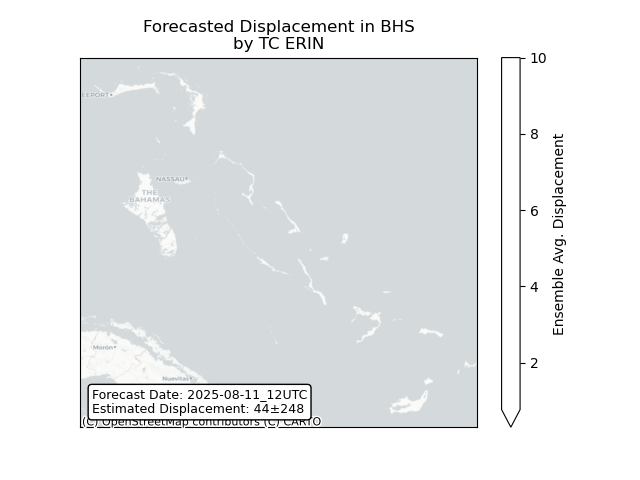 Forecasted Displacement in BHS
by TC ERIN
EEPORT
NASSAU
THE
BAHAMAS
Morón
Nuevitas
Forecast Date: 2025-08-11_12UTC
Estimated Displacement: 44±248
(C) OpenStreetMap contributors (C) CARTO
10
8
6
4
2
Ensemble Avg. Displacement